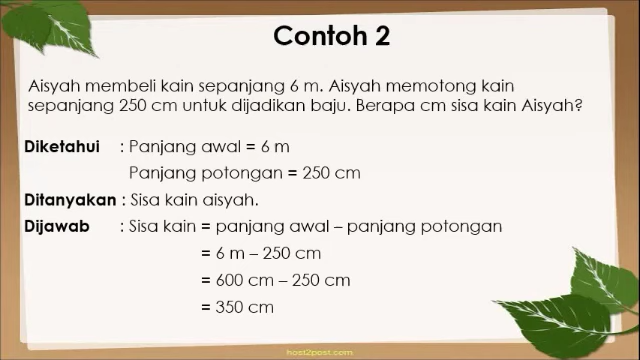 Contoh 2
Aisyah membeli kain sepanjang 6 m. Aisyah memotong kain
sepanjang 250 cm untuk dijadikan baju. Berapa cm sisa kain Aisyah?
Diketahui : Panjang awal = 6 m
Panjang potongan = 250 cm
Ditanyakan : Sisa kain aisyah.
Dijawab : Sisa kain = panjang awal – panjang potongan
= 6 m – 250 cm
= 600 cm – 250 cm
= 350 cm
host2post.com